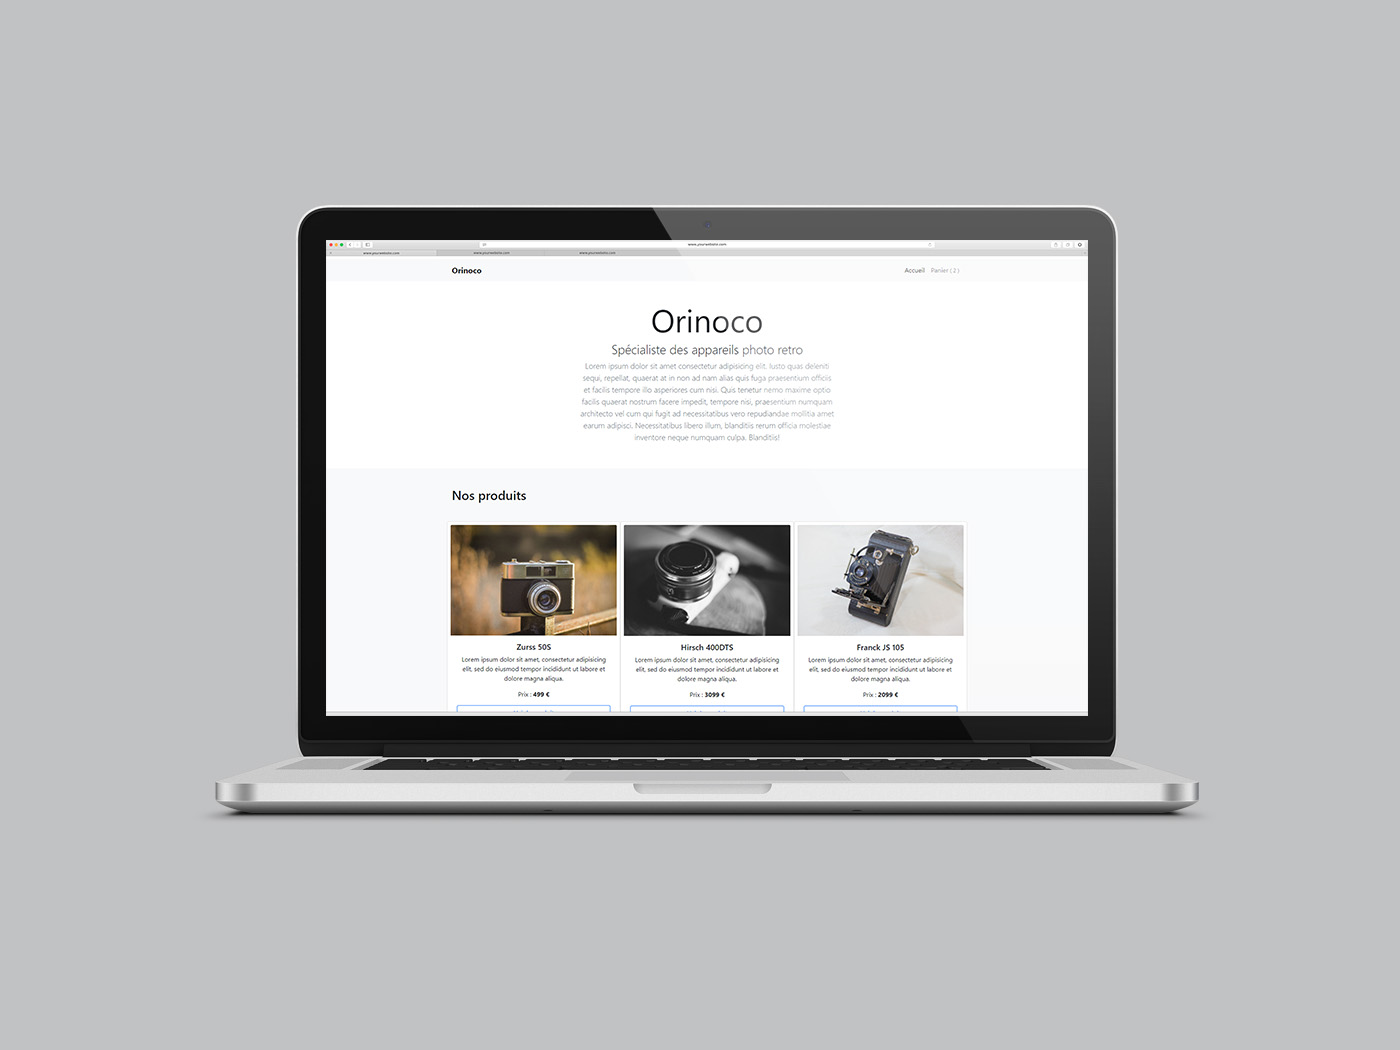 www.yourwebsite.com
www.yourwebsite.com
www.yourwebsite.com
www.yourwebsite.com
Orinoco
Accueil
Panier ( 2 )
Orinoco
Spécialiste des appareils photo retro
Lorem ipsum dolor sit amet consectetur adipisicing elit. Iusto quas deleniti
sequi, repellat, quaerat at in non ad nam alias quis fuga praesentium officiis
et facilis tempore illo asperiores cum nisi. Quis tenetur nemo maxime optio
facilis quaerat nostrum facere impedit, tempore nisi, praesentium numquam
architecto vel cum qui fugit ad necessitatibus vero repudiandae mollitia amet
earum adipisci. Necessitatibus libero illum, blanditiis rerum officia molestiae
inventore neque numquam culpa. Blanditiis!
Nos produits
Zurss 50S
Lorem ipsum dolor sit amet, consectetur adipisicing
elit, sed do eiusmod tempor incididunt ut labore et
dolore magna aliqua.
Prix : 499 €
Hirsch 400DTS
Lorem ipsum dolor sit amet, consectetur adipisicing
elit, sed do eiusmod tempor incididunt ut labore et
dolore magna aliqua.
Prix : 3099 €
Franck JS 105
Lorem ipsum dolor sit amet, consectetur adipisicing
elit, sed do eiusmod tempor incididunt ut labore et
dolore magna aliqua.
Prix : 2099 €